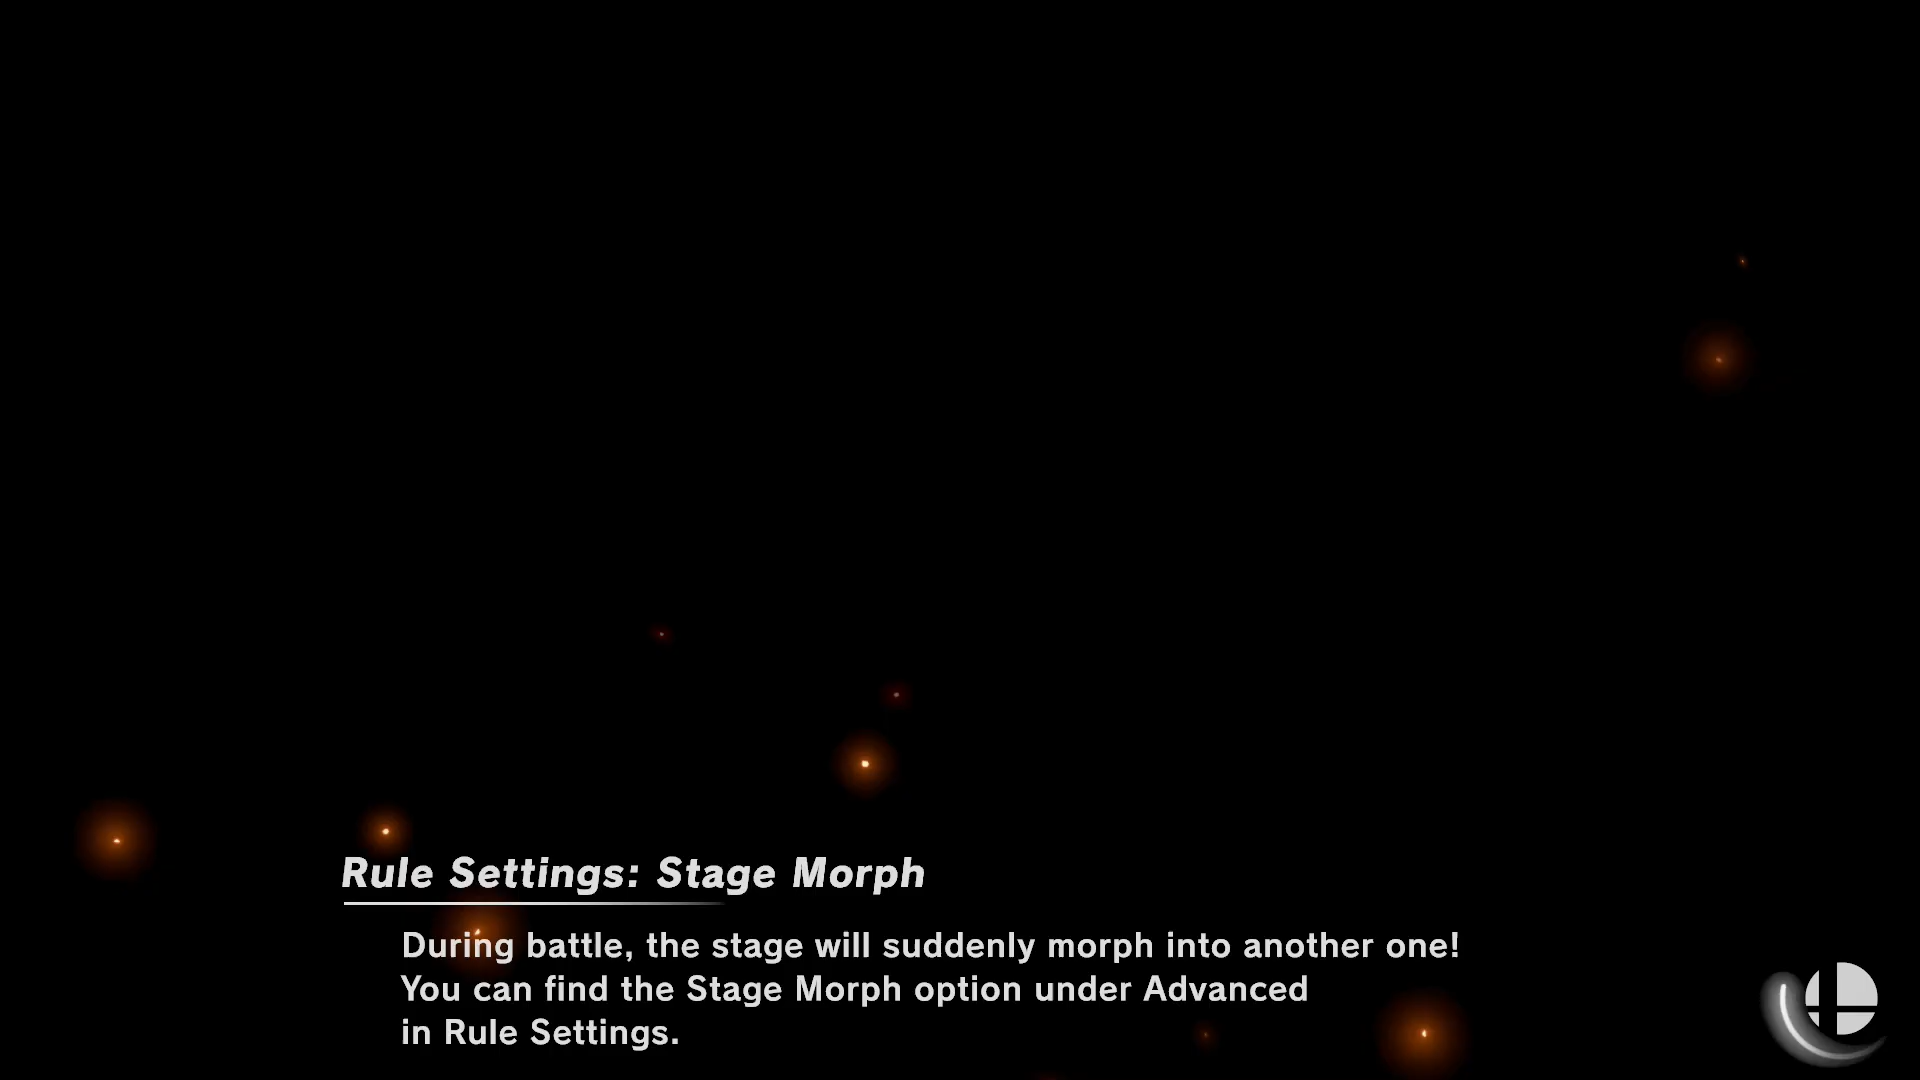 Rule Settings: Stage Morph
During battle, the stage will suddenly morph into another one!
You can find the Stage Morph option under Advanced
in Rule Settings.